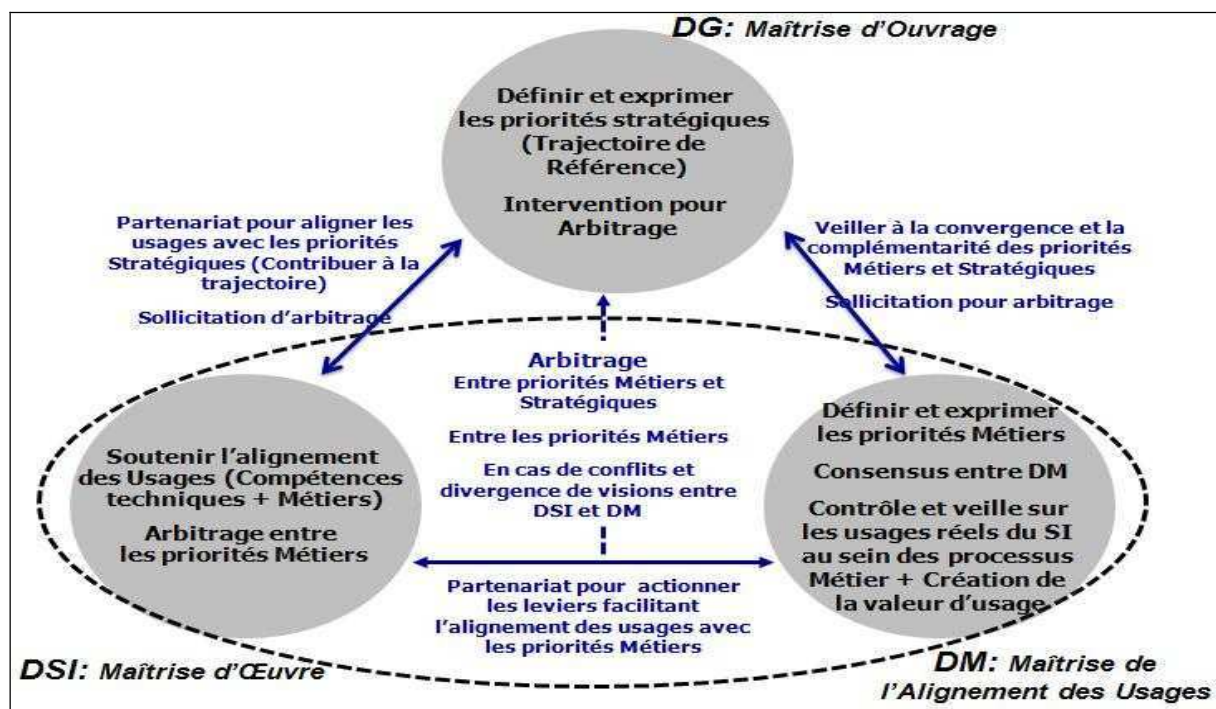 DG: Maîtrise d'Ouvrage
Définir et exprimer
les priorités stratégiques
(Trajectoire de
Référence)
Intervention pour
Arbitrage
Partenariat pour aligner les
usages avec les priorités
Stratégiques (Contribuer à la
trajectoire)
Sollicitation d'arbitrage
Veiller à la convergence et la
complémentarité des priorités
Métiers et Stratégiques
Sollicitation pour arbitrage
Arbitrage
Entre priorités Métiers et
Stratégiques
Entre les priorités Métiers
En cas de conflits et
divergence de visions entre
DSI et DM
Soutenir l'alignement
des Usages (Compétences
techniques + Métiers)
Arbitrage entre
les priorités Métiers
Définir et exprimer
les priorités Métiers
Consensus entre DM
Contrôle et veille sur
les usages réels du SI
au sein des processus
Métier + Création de
la valeur d'usage
Partenariat pour actionner
les leviers facilitant
l'alignement des usages avec
les priorités Métiers
DSI: Maîtrise d'Œuvre
DM: Maîtrise de
l'Alignement des Usages